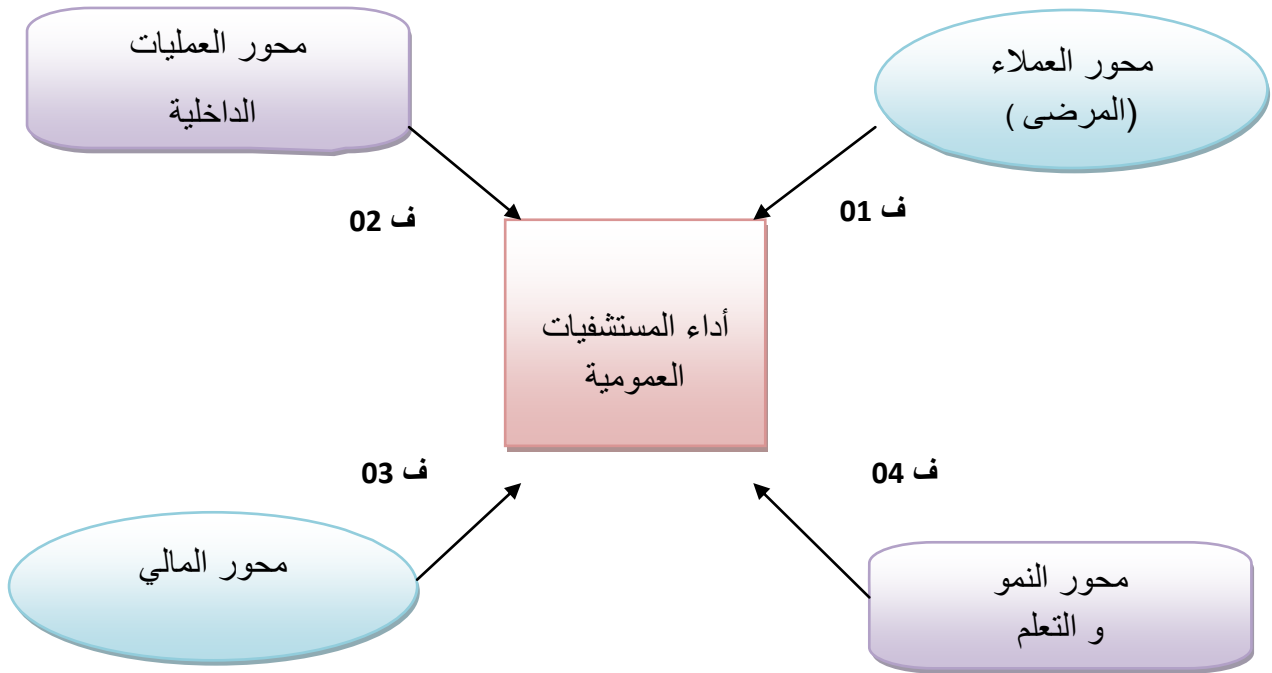 محور العملاء
(المرضى )
محور العمليات
الداخلية
ف 01
ف 02
أداء المستشفيات
العمومية
ف 04
ف 03
محور النمو
و التعلم
محور المالي